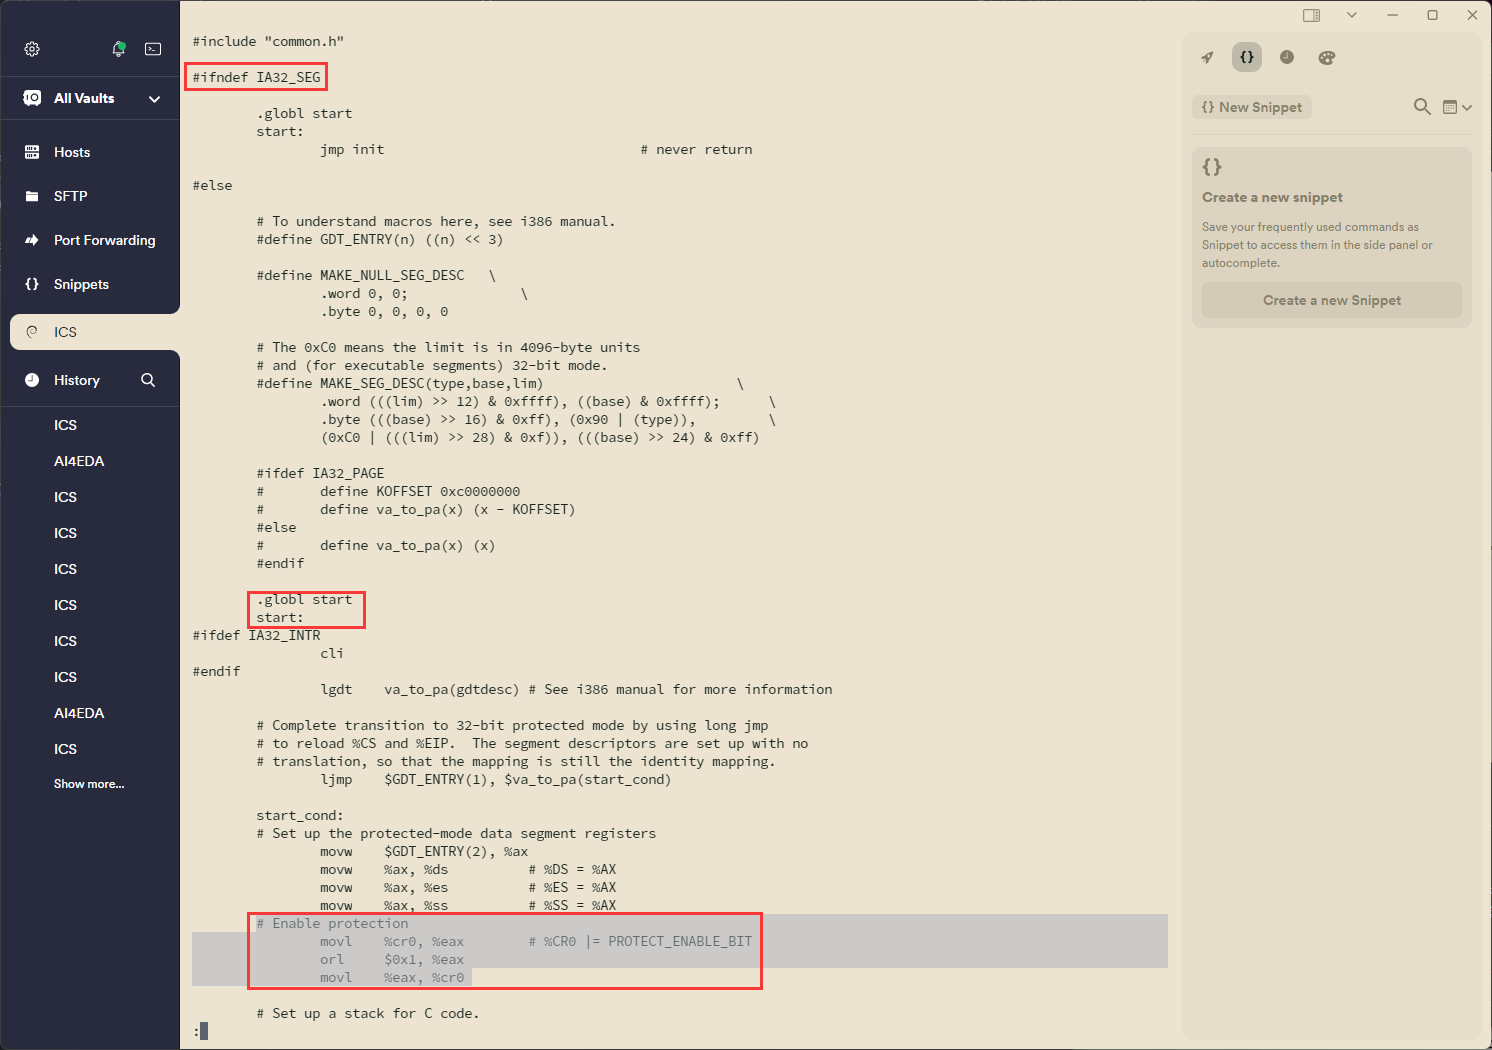 All Vaults
Hosts
SFTP
Port Forwarding
Snippets
ICS
History
ICS
AI4EDA
ICS
ICS
ICS
ICS
ICS
ICS
AI4EDA
ICS
Show more...
#include "common.h"
#ifndef IA32_SEG
.globl start
start:
jmp init # never return
#else
# To understand macros here, see i386 manual.
#define GDT_ENTRY(n) ((n) << 3)
#define MAKE_NULL_SEG_DESC \
.word 0, 0; \
.byte 0, 0, 0, 0
# The 0xC0 means the limit is in 4096-byte units
# and (for executable segments) 32-bit mode.
#define MAKE_SEG_DESC(type,base,lim) \
.word (((lim) >> 12) & 0xffff), ((base) & 0xffff); \
.byte (((base) >> 16) & 0xff), (0x90 | (type)), \
(0xC0 | (((lim) >> 28) & 0xf)), (((base) >> 24) & 0xff)
#ifdef IA32_PAGE
# define KOFFSET 0xc0000000
# define va_to_pa(x) (x - KOFFSET)
#else
# define va_to_pa(x) (x)
#endif
.globl start
start:
#ifdef IA32_INTR
cli
#endif
lgdt va_to_pa(gdtdesc) # See i386 manual for more information
# Complete transition to 32-bit protected mode by using long jmp
# to reload %CS and %EIP. The segment descriptors are set up with no
# translation, so that the mapping is still the identity mapping.
ljmp $GDT_ENTRY(1), $va_to_pa(start_cond)
start_cond:
# Set up the protected-mode data segment registers
movw $GDT_ENTRY(2), %ax
movw %ax, %ds # %DS = %AX
movw %ax, %es # %ES = %AX
movw %ax, %ss # %SS = %AX
# Enable protection
movl %cr0, %eax # %CR0 |= PROTECT_ENABLE_BIT
orl $0x1, %eax
movl %eax, %cr0
# Set up a stack for C code.
:
{} New Snippet
{}
Create a new snippet
Save your frequently used commands as
Snippet to access them in the side panel or
autocomplete.
Create a new Snippet